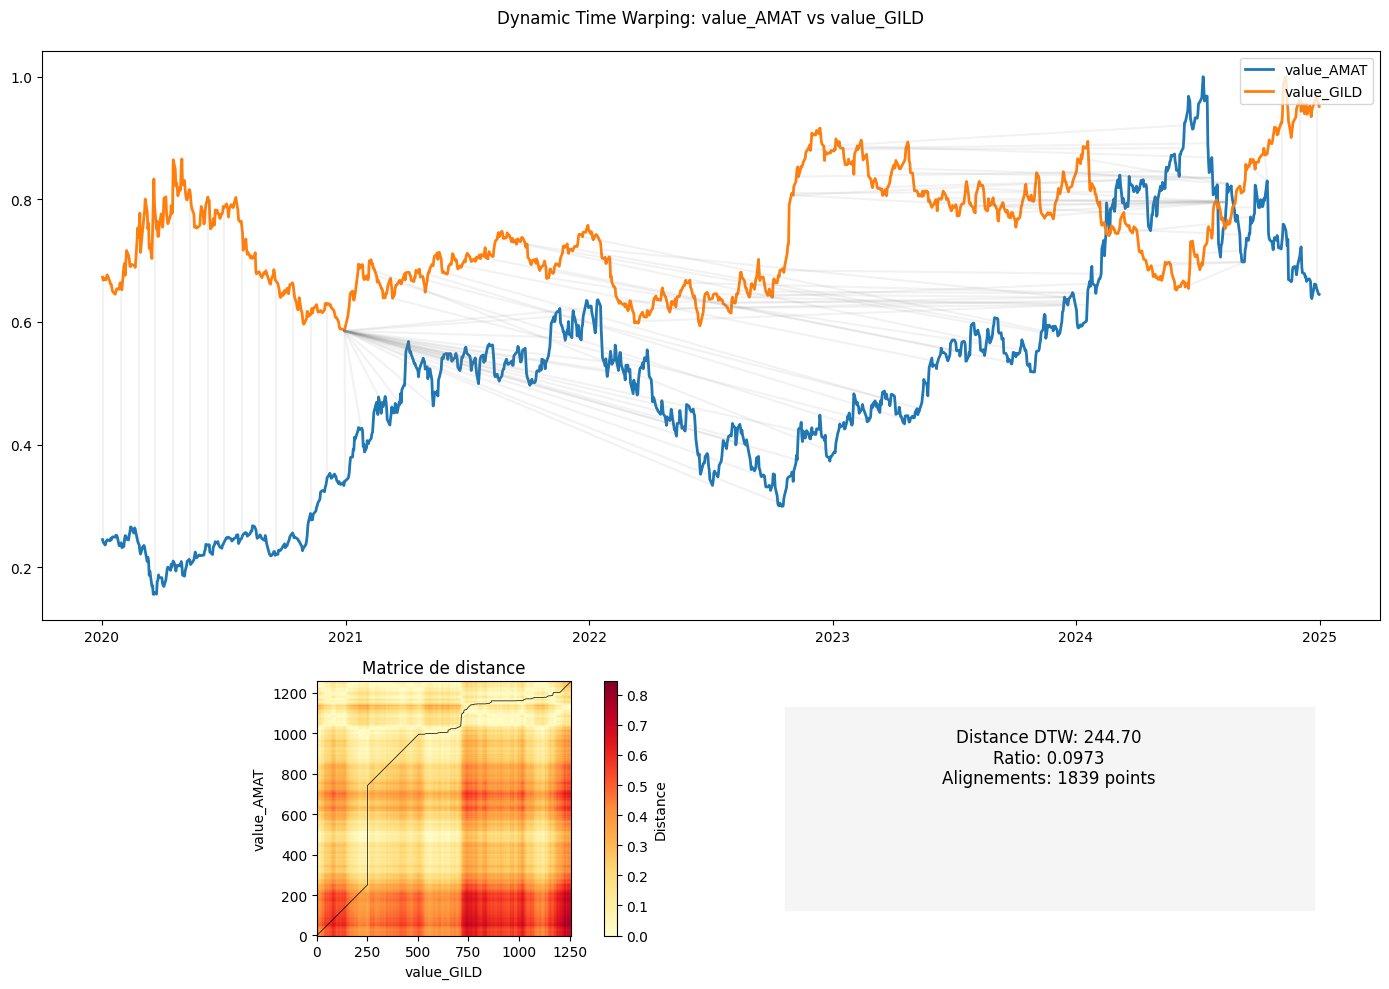 Dynamic Time Warping: value_AMAT vs value_GILD
value_AMAT
value_GILD
1.0
0.8
0.6
0.4
0.2
2020 2021 2022 2023 2024 2025
Matrice de distance
value_AMAT
1200
1000
800
600
400
200
0
0 250 500 750 1000 1250
value_GILD
0.8
0.7
0.6
0.5
0.4
0.3
0.2
0.1
0.0
Distance
Distance DTW: 244.70
Ratio: 0.0973
Alignements: 1839 points